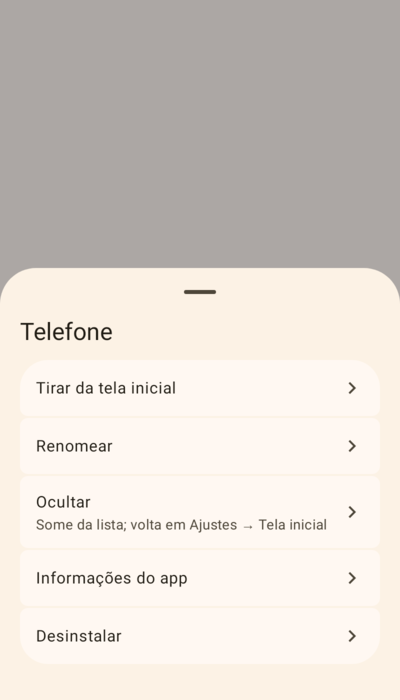 Telefone
Tirar da tela inicial
Renomear
Ocultar
Some da lista; volta em Ajustes → Tela inicial
Informações do app
Desinstalar